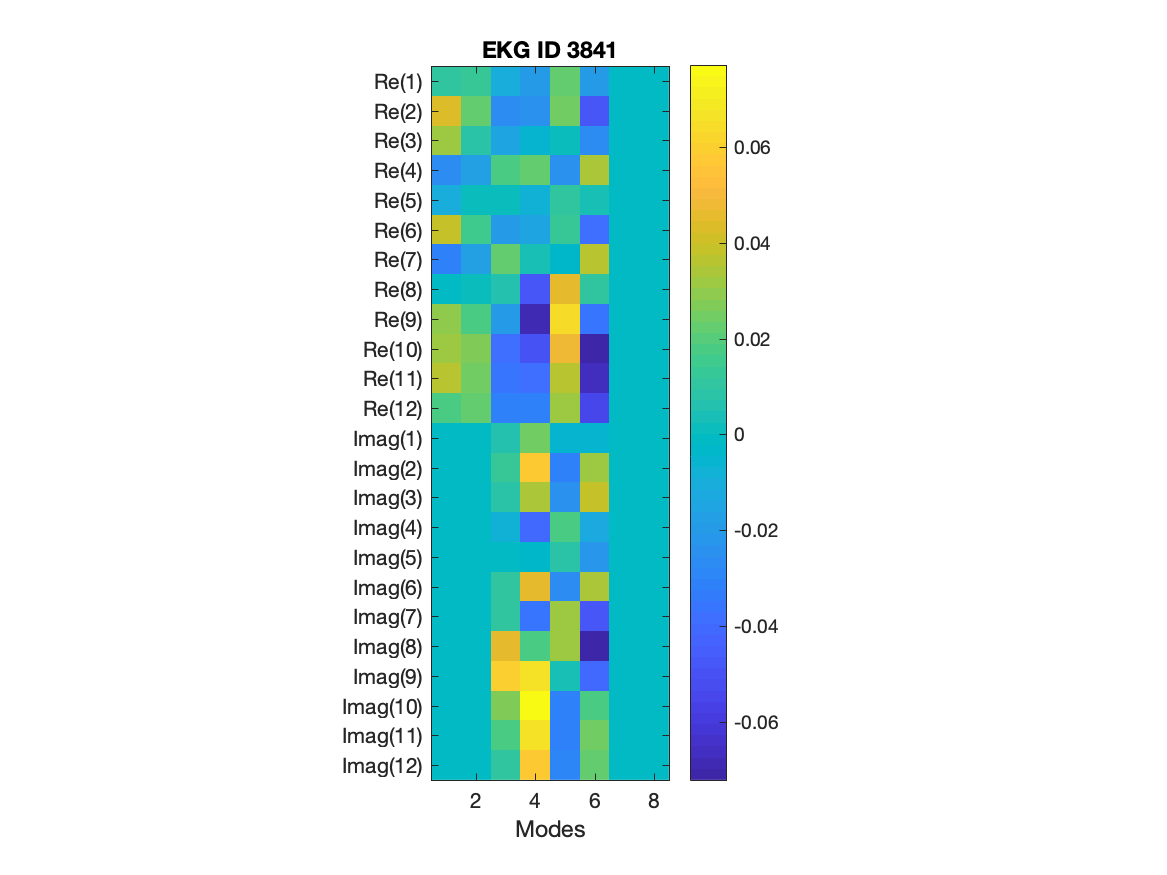 EKG ID 3841
Re(1)
Re(2)
Re(3)
Re(4)
Re(5)
Re(6)
Re(7)
Re(8)
Re(9)
Re(10)
Re(11)
Re(12)
Imag(1)
Imag(2)
Imag(3)
Imag(4)
Imag(5)
Imag(6)
Imag(7)
Imag(8)
Imag(9)
Imag(10)
Imag(11)
Imag(12)
2 4 6 8
Modes
0.06
0.04
0.02
0
-0.02
-0.04
-0.06